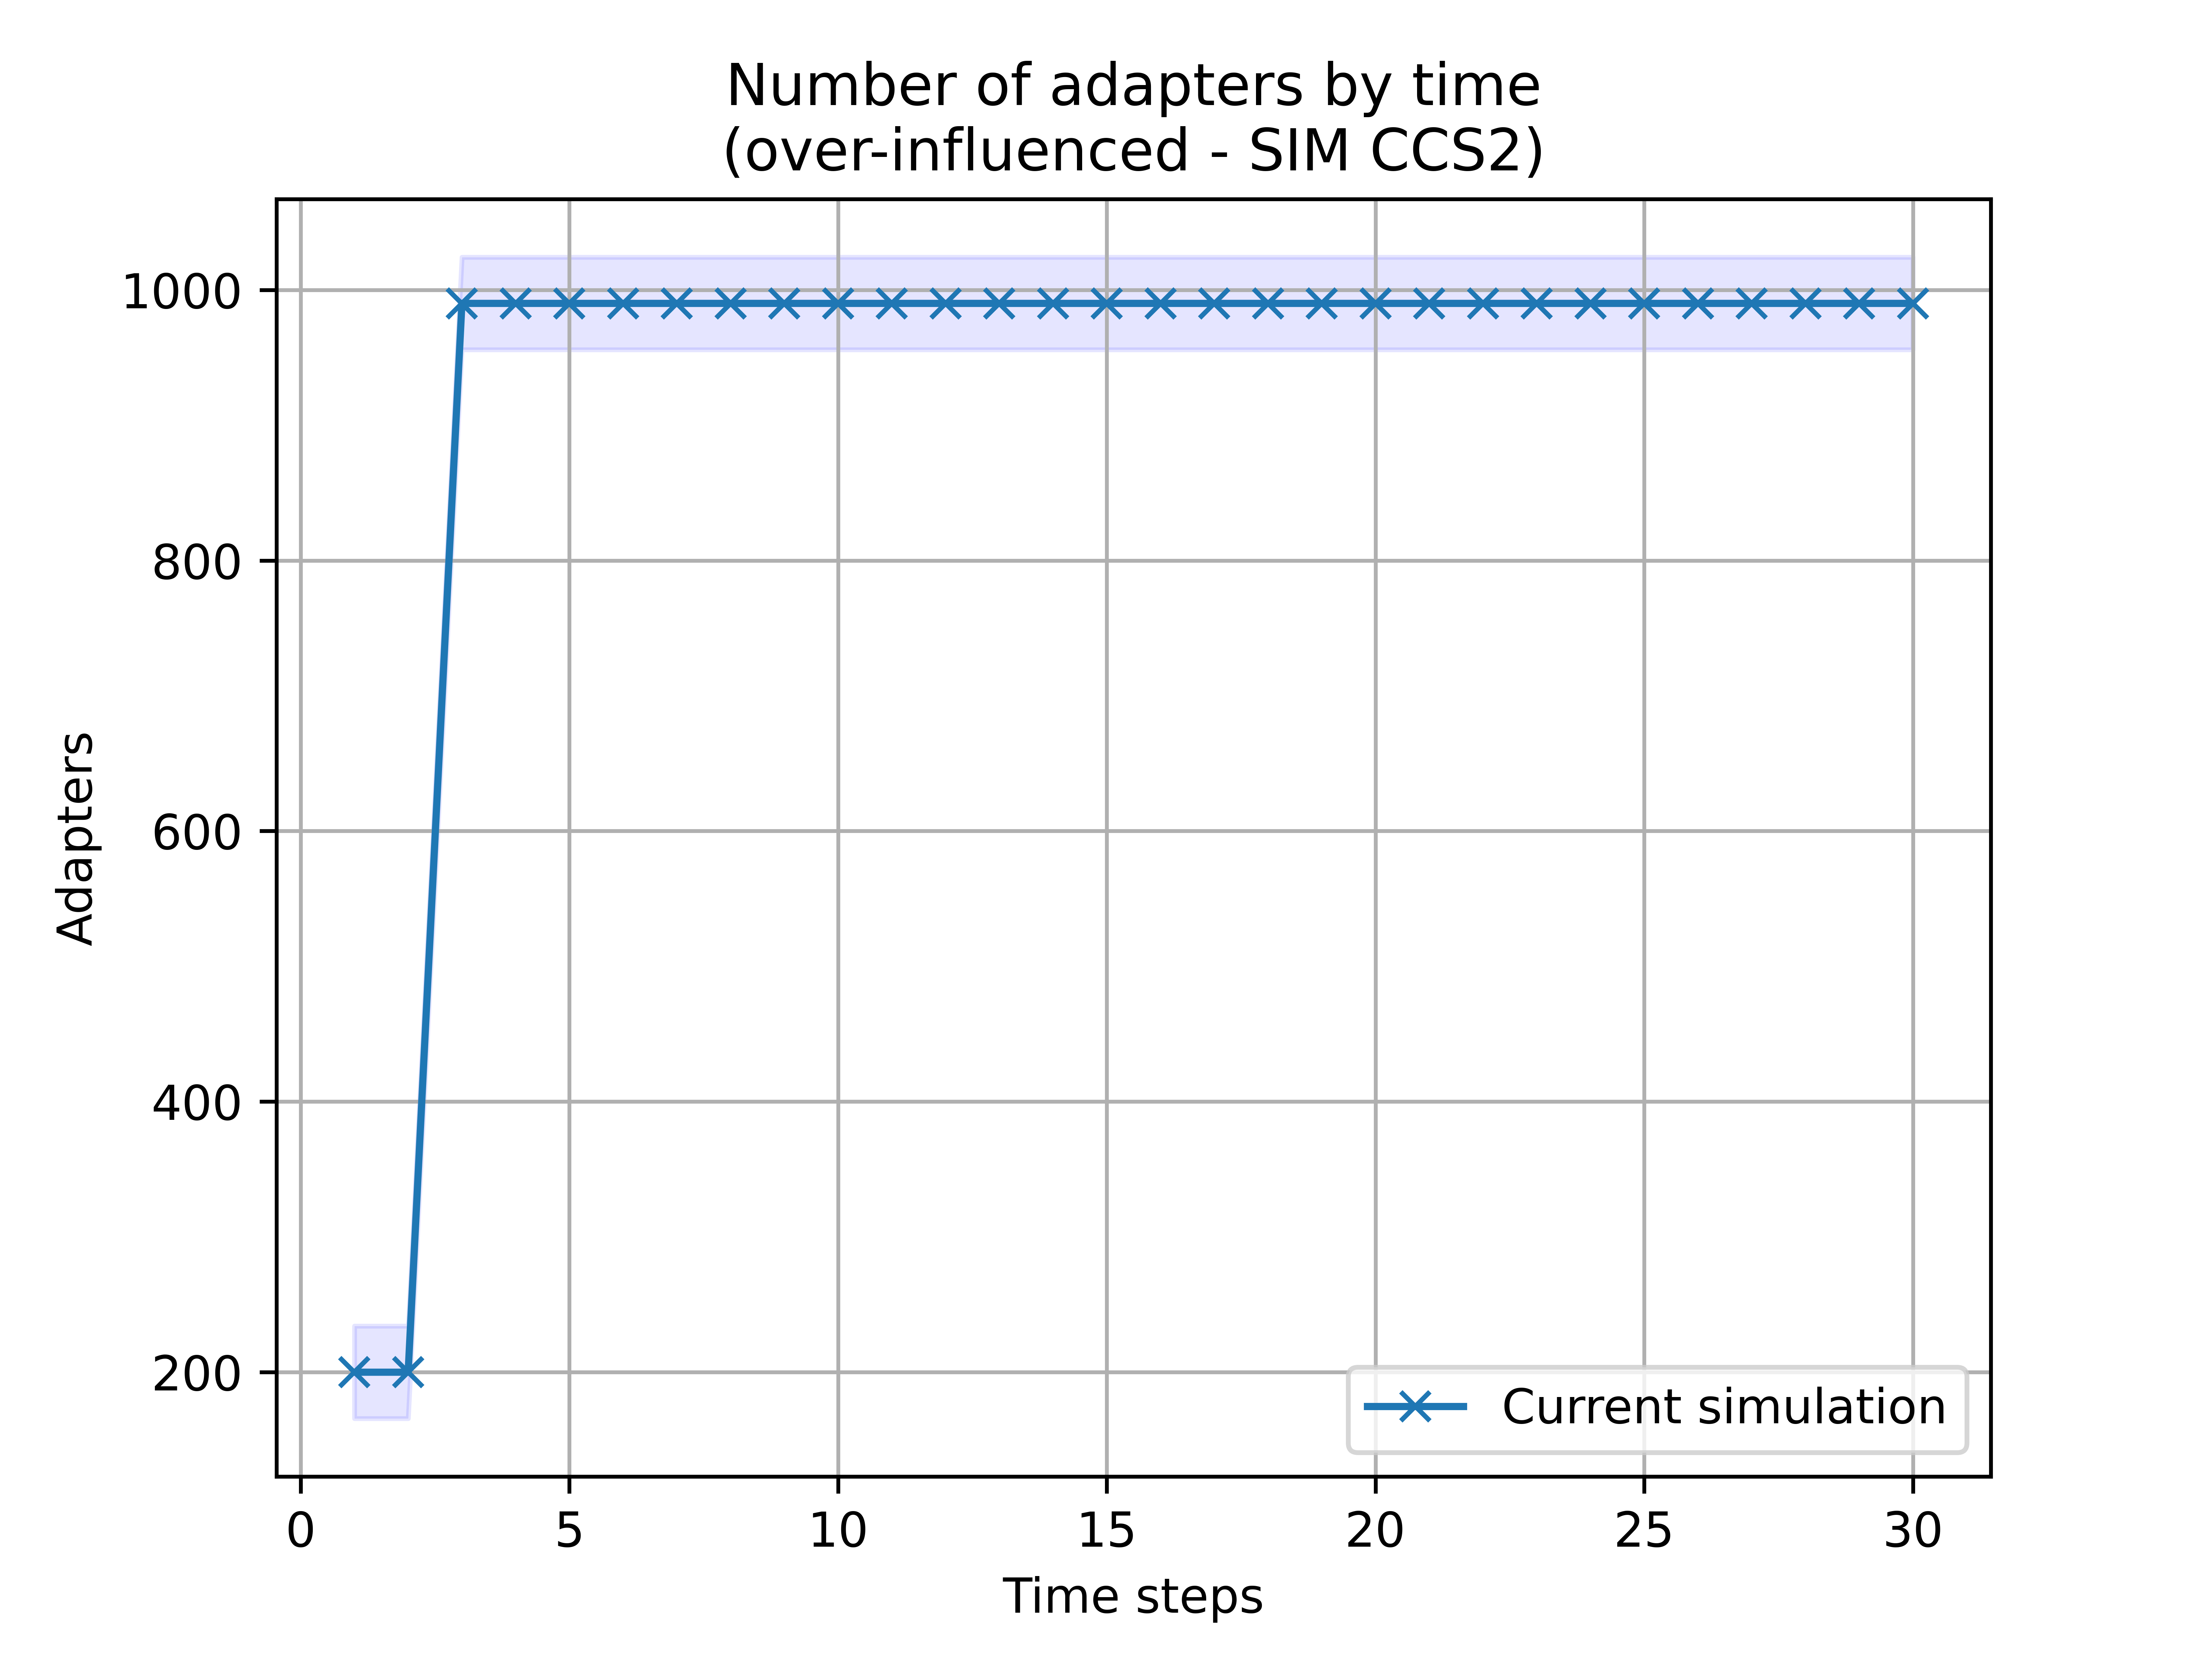 Number of adapters by time
(over-influenced - SIM CCS2)
1000
800
600
400
200
Adapters
Current simulation
0 5 10 15 20 25 30
Time steps